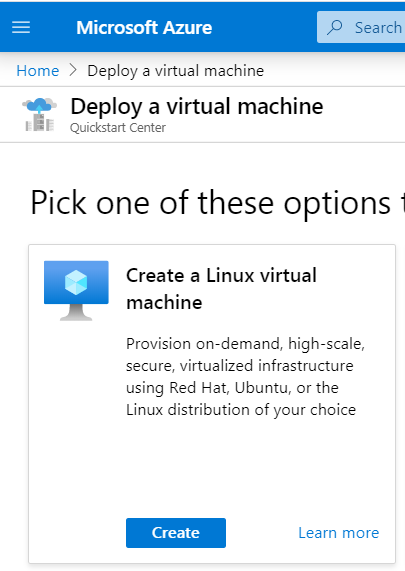 Microsoft Azure
Search
Home > Deploy a virtual machine
Deploy a virtual machine
Quickstart Center
Pick one of these options
Create a Linux virtual
machine
Provision on-demand, high-scale,
secure, virtualized infrastructure
using Red Hat, Ubuntu, or the
Linux distribution of your choice
Create
Learn more